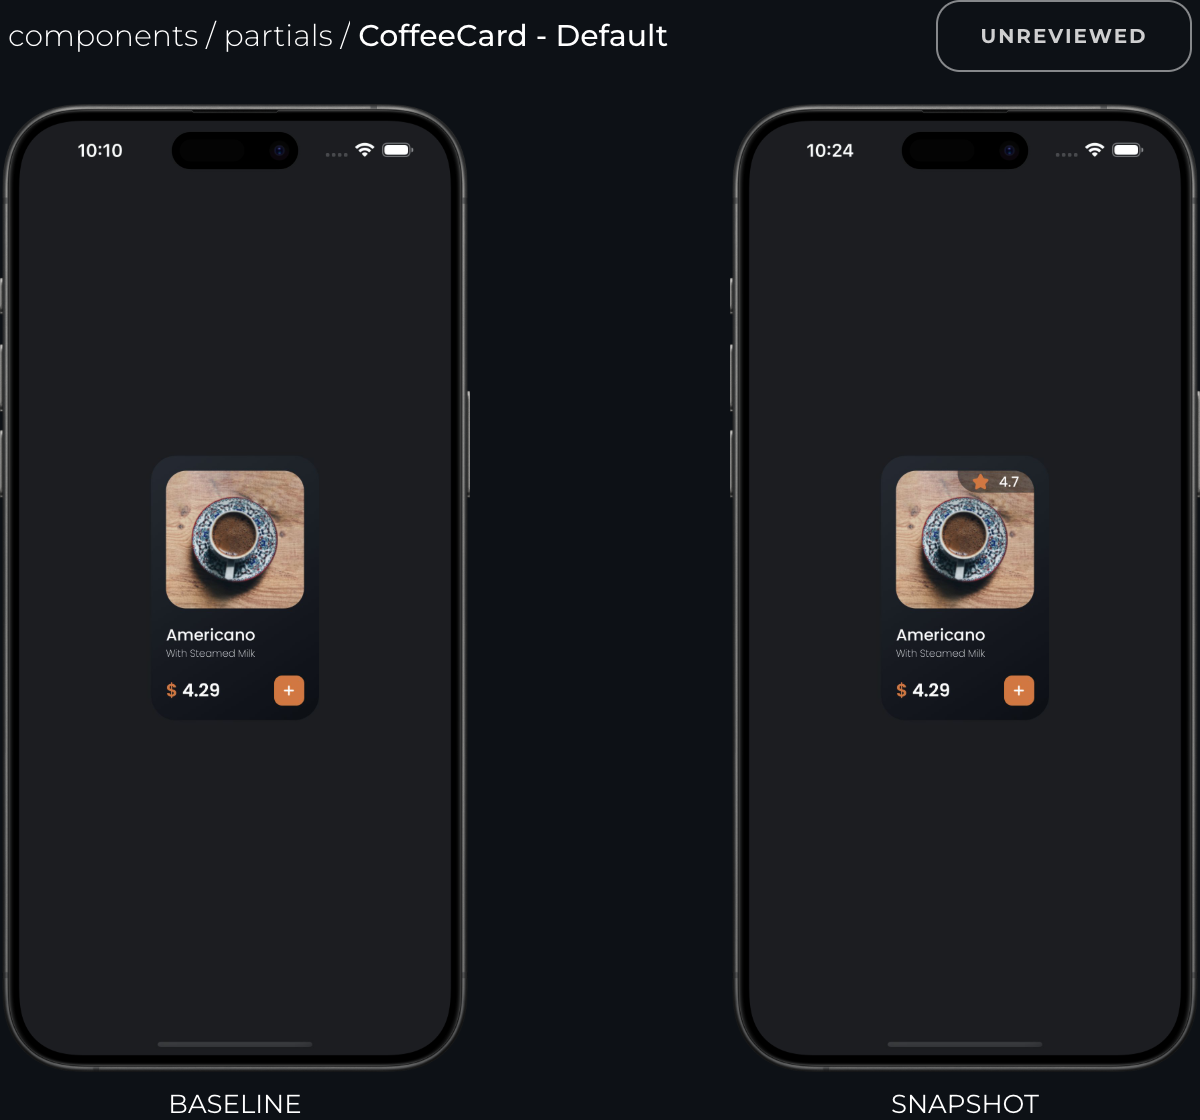 components / partials / CoffeeCard - Default
UNREVIEWED
10:10
Americano
With Steamed Milk
$ 4.29
+
BASELINE
10:24
4.7
Americano
With Steamed Milk
$ 4.29
+
SNAPSHOT